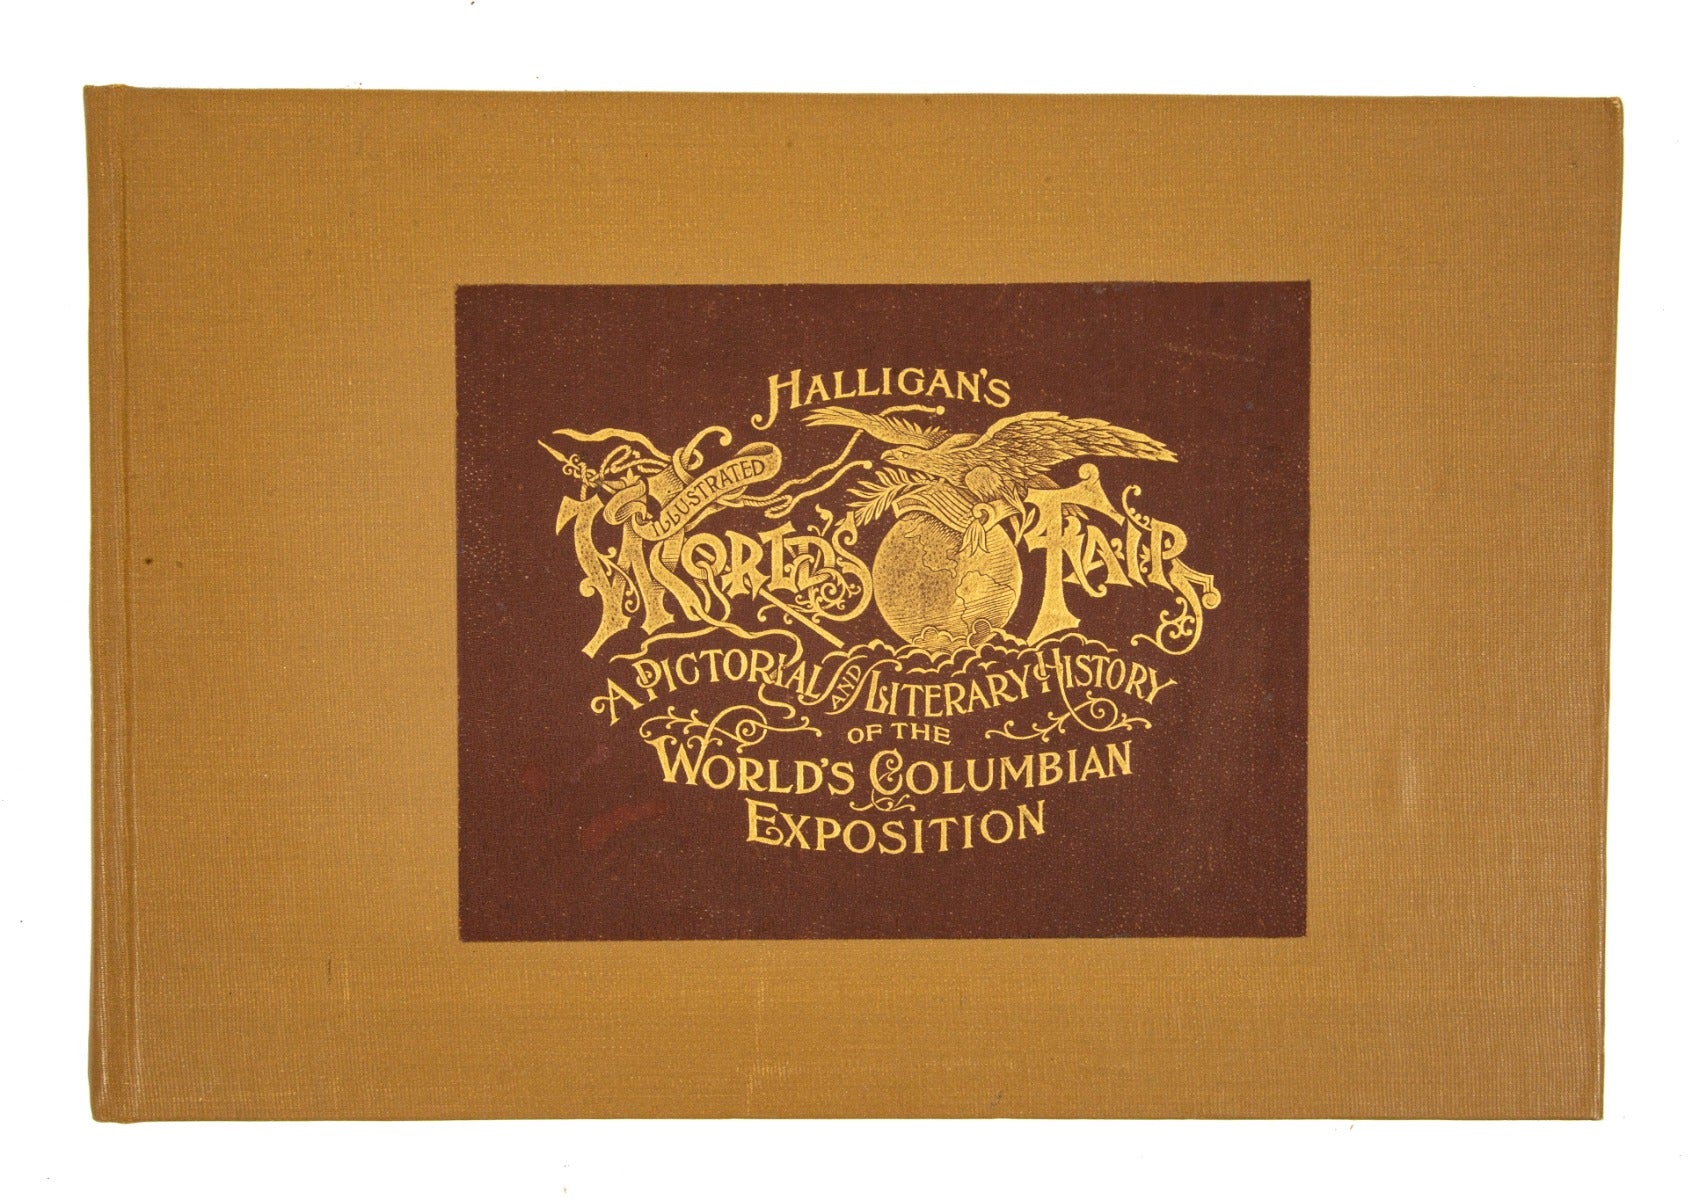 HALLIGAN'S
ILLUSTRATED
WORLD'S FAIR
A PICTORIAL AND LITERARY HISTORY
OF THE
WORLD'S COLUMBIAN
EXPOSITION